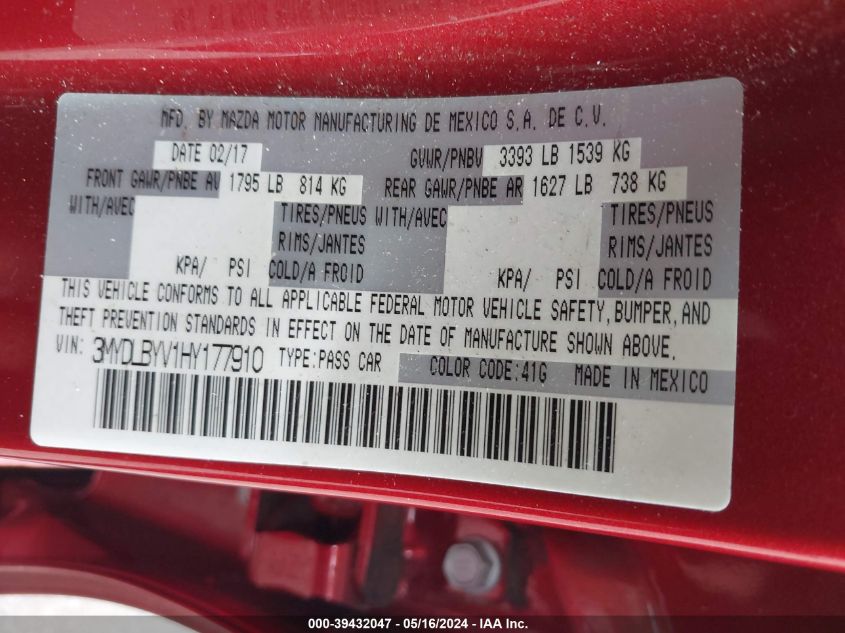 MFD. BY MAZDA MOTOR MANUFACTURING DE MEXICO S.A. DE C.V.
DATE 02/17 GVWR/PNBV 3393 LB 1539 KG
FRONT GAWR/PNBE AV 1795 LB 814 KG REAR GAWR/PNBE AR 1627 LB 738 KG
WITH/AVEC TIRES/PNEUS WITH/AVEC TIRES/PNEUS
RIMS/JANTES RIMS/JANTES
KPA/ PSI COLD/A FROID KPA/ PSI COLD/A FROID
THIS VEHICLE CONFORMS TO ALL APPLICABLE FEDERAL MOTOR VEHICLE SAFETY, BUMPER, AND
THEFT PREVENTION STANDARDS IN EFFECT ON THE DATE OF MANUFACTURE SHOWN ABOVE.
VIN: 3MYDLBYV1HY177910 TYPE:PASS CAR COLOR CODE:41G MADE IN MEXICO
000-39432047 - 05/16/2024 - IAA Inc.